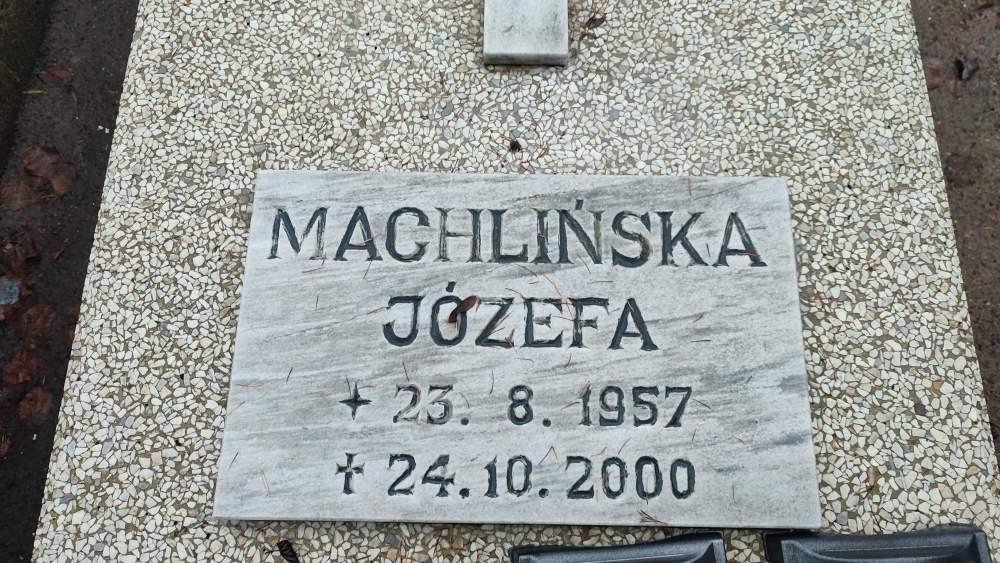 MACHLIŃSKA
JÓZEFA
✦ 23. 8. 1957
✝ 24.10.2000